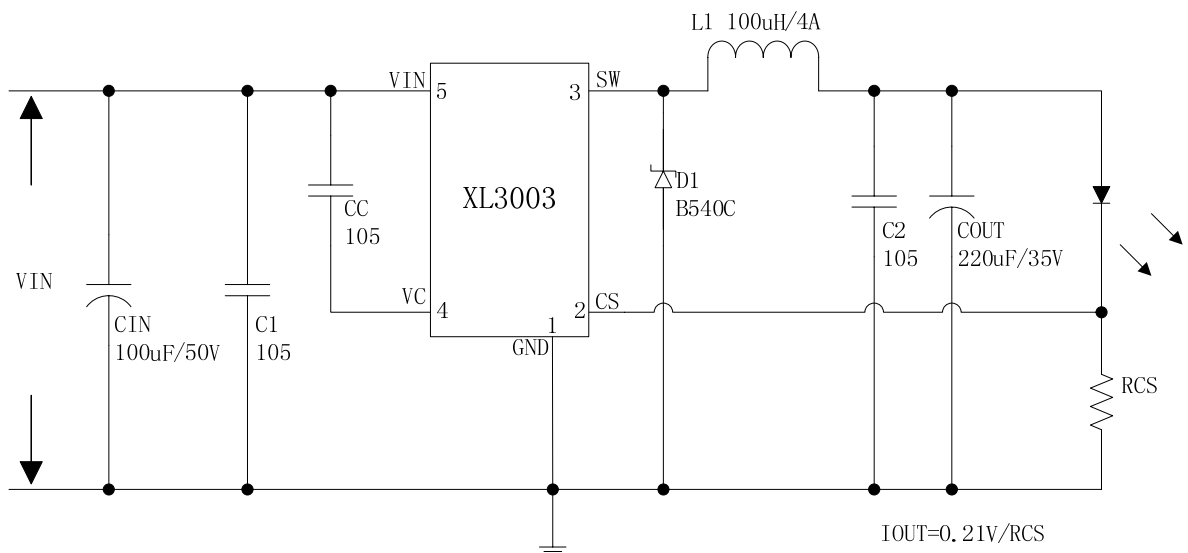 L1 100uH/4A
VIN
5
3
SW
XL3003
D1
B540C
CC
105
C2
105
COUT
220uF/35V
VIN
VC
4
2
CS
1
GND
CIN
100uF/50V
C1
105
RCS
IOUT=0.21V/RCS